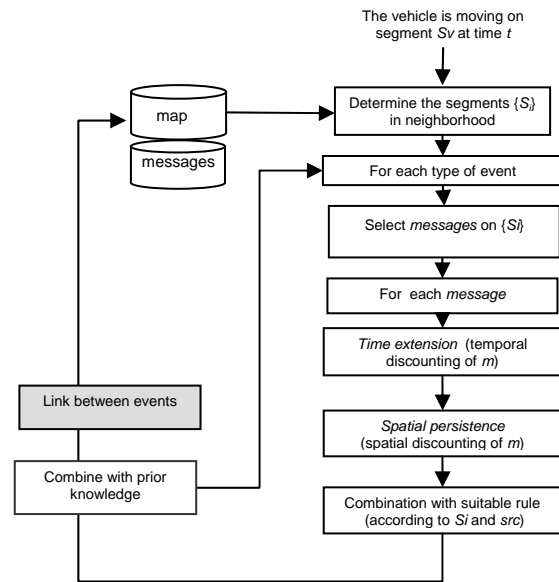 The vehicle is moving on
segment Sv at time t
map
messages
Determine the segments {Si}
in neighborhood
For each type of event
Select messages on {Si}
For each message
Time extension (temporal
discounting of m)
Link between events
Spatial persistence
(spatial discounting of m)
Combine with prior
knowledge
Combination with suitable rule
(according to Si and src)